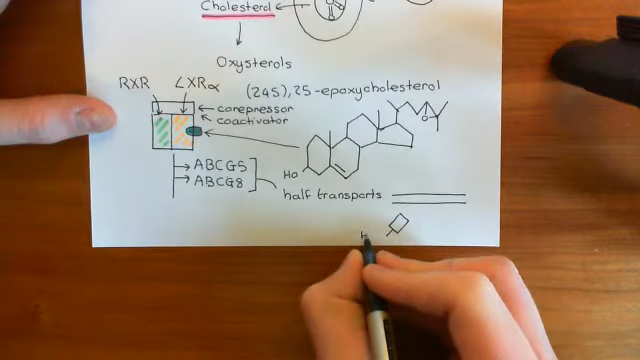 Cholesterol
Oxysterols
RXR LXRα (24S),25-epoxycholesterol
corepressor
coactivator
HO
O
ABCG5
ABCG8
half transports
H